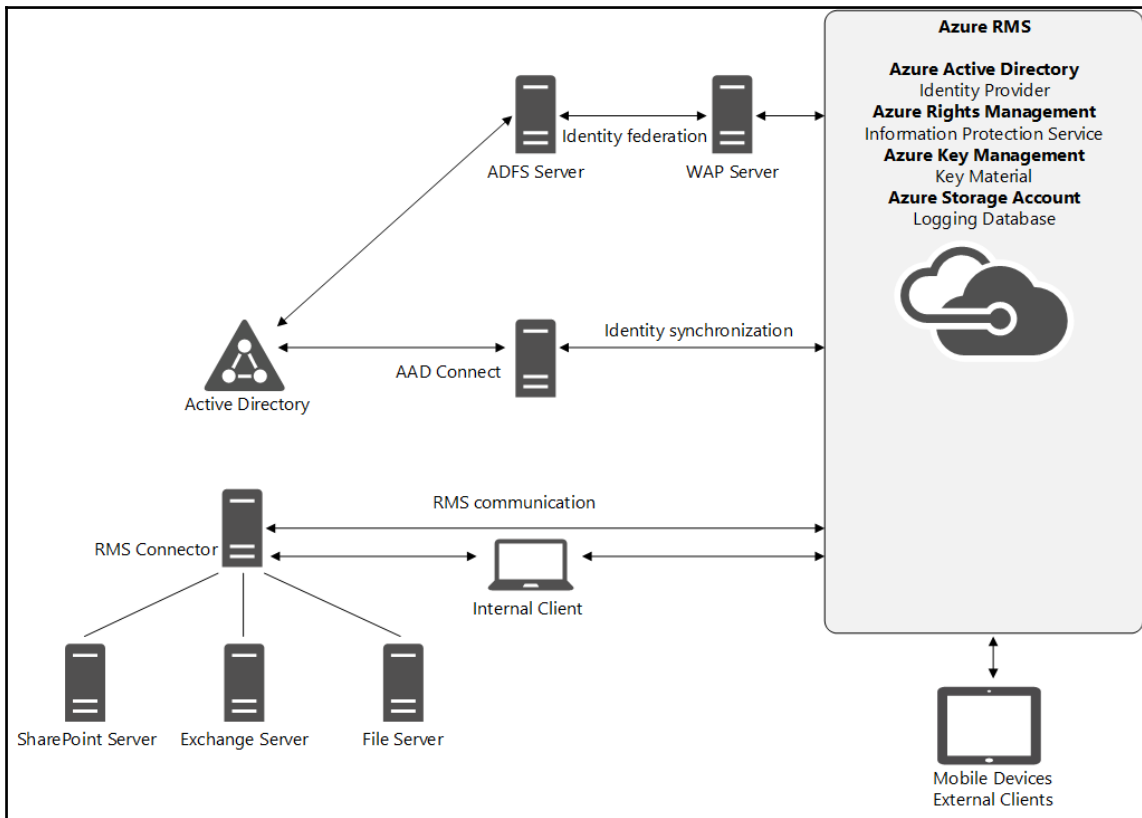 Azure RMS
Azure Active Directory
Identity Provider
Azure Rights Management
Information Protection Service
Azure Key Management
Key Material
Azure Storage Account
Logging Database
Identity federation
ADFS Server
WAP Server
Identity synchronization
AAD Connect
Active Directory
RMS communication
RMS Connector
Internal Client
SharePoint Server
Exchange Server
File Server
Mobile Devices
External Clients